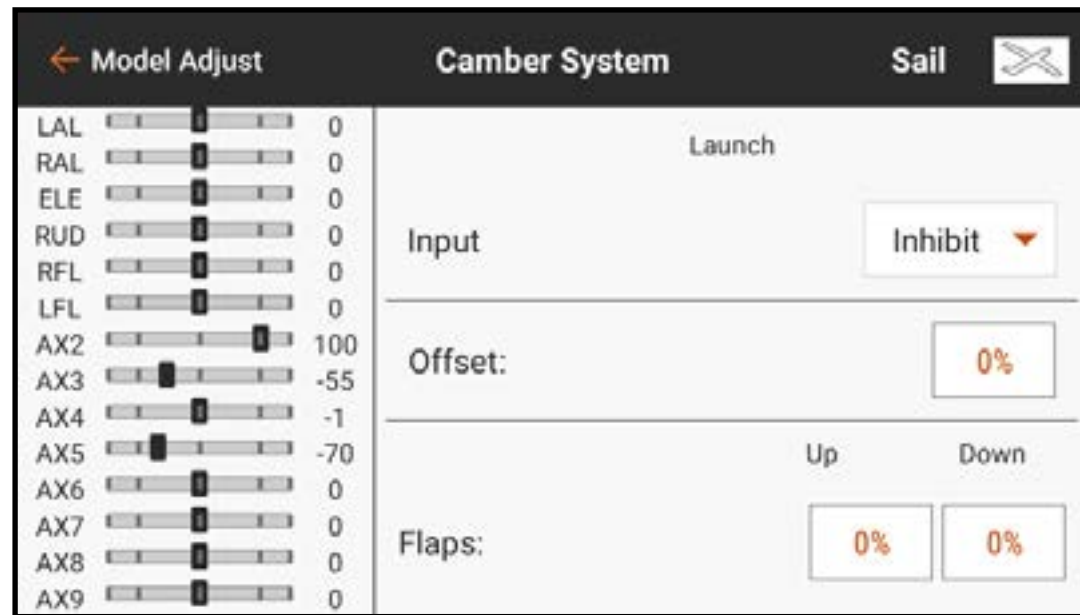 ← Model Adjust Camber System Sail
LAL 0
RAL 0
ELE 0
RUD 0
RFL 0
LFL 0
AX2 100
AX3 -55
AX4 -1
AX5 -70
AX6 0
AX7 0
AX8 0
AX9 0
Launch
Input Inhibit
Offset: 0%
Up Down
Flaps: 0% 0%